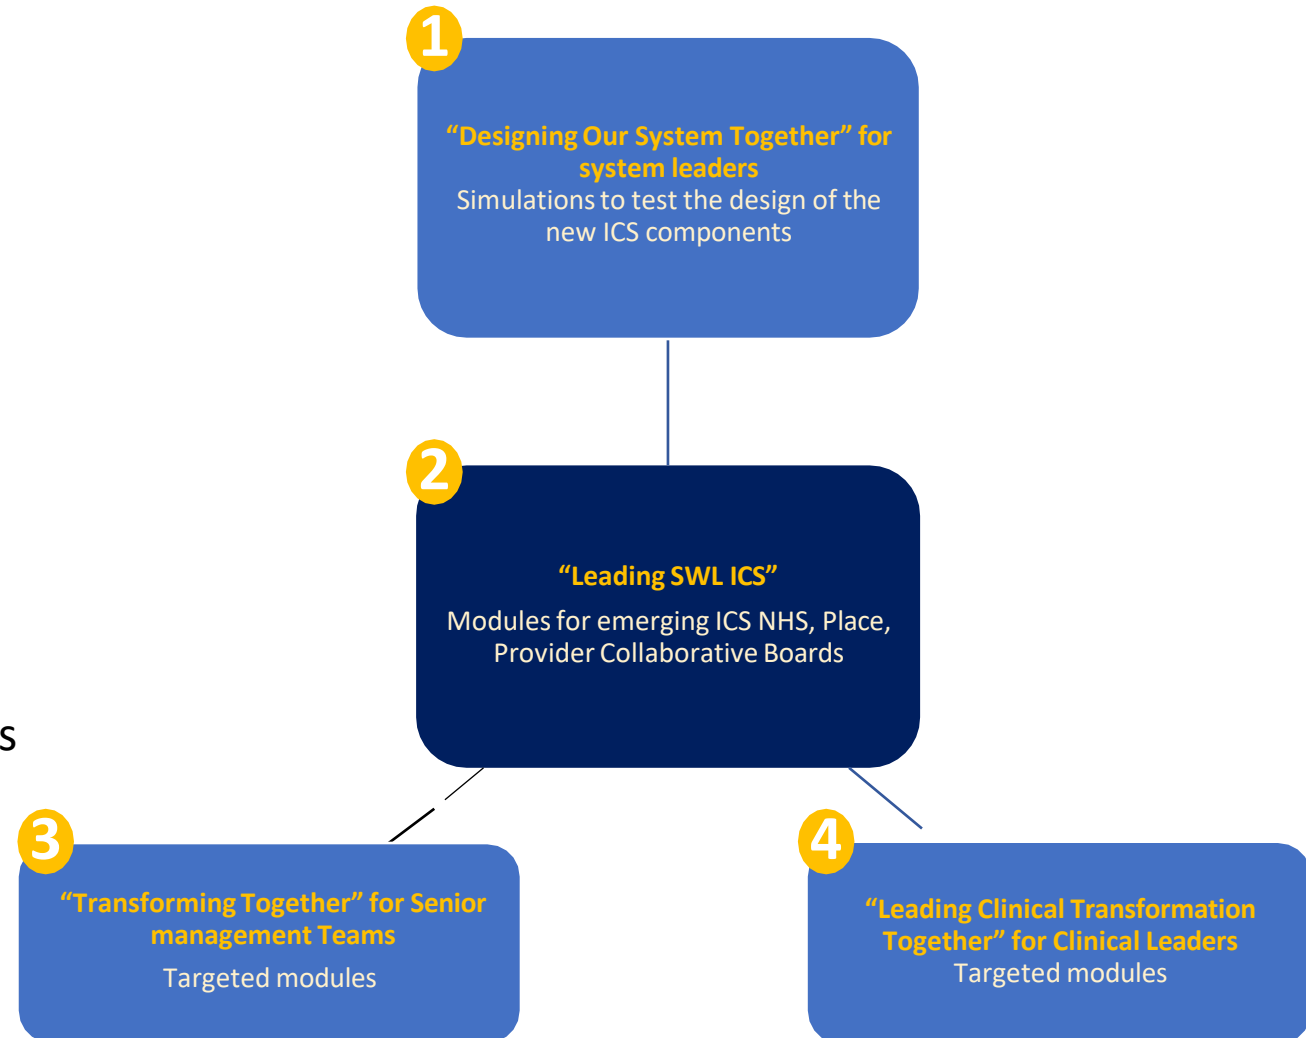 1
“Designing Our System Together” for
system leaders
Simulations to test the design of the
new ICS components
2
“Leading SWL ICS”
Modules for emerging ICS NHS, Place,
Provider Collaborative Boards
s
3
“Transforming Together” for Senior
management Teams
Targeted modules
4
“Leading Clinical Transformation
Together” for Clinical Leaders
Targeted modules